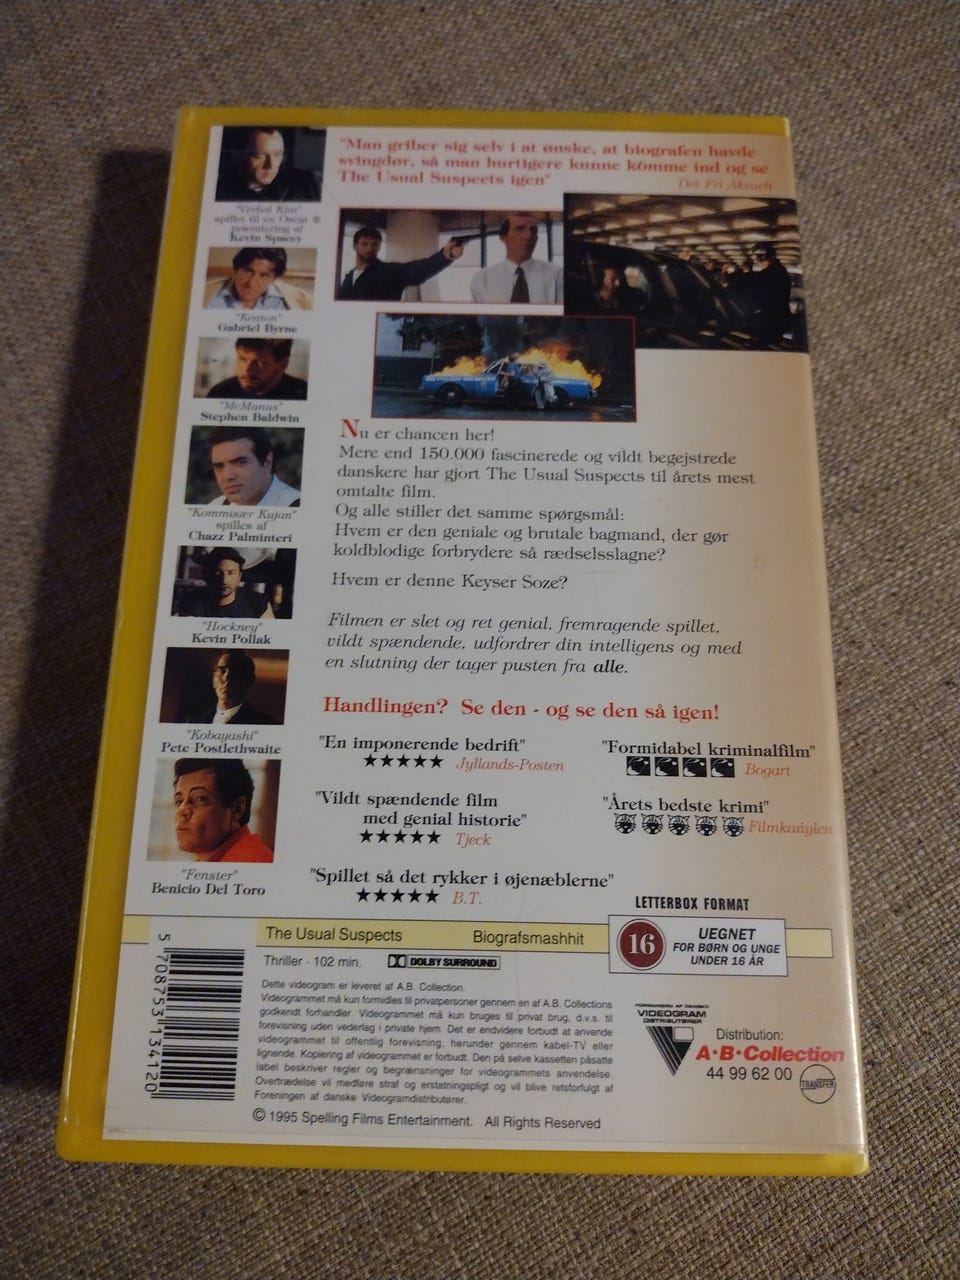 "Man griber sig selv i at ønske, at biografen havde
svingdør, så man hurtigere kunne komme ind og se
The Usual Suspects igen"
Det Fri Aktuelt
"Verbal Kint"
spillet til en Oscar ®
præmiering af
Kevin Spacey
"Keaton"
Gabriel Byrne
"McManus"
Stephen Baldwin
"Kommisær Kujan"
spilles af
Chazz Palminteri
"Hockney"
Kevin Pollak
"Kobayashi"
Pete Postlethwaite
"Fenster"
Benicio Del Toro
Nu er chancen her!
Mere end 150.000 fascinerede og vildt begejstrede
danskere har gjort The Usual Suspects til årets mest
omtalte film.
Og alle stiller det samme spørgsmål:
Hvem er den geniale og brutale bagmand, der gør
koldblodige forbrydere så rædselsslagne?
Hvem er denne Keyser Soze?
Filmen er slet og ret genial, fremragende spillet,
vildt spændende, udfordrer din intelligens og med
en slutning der tager pusten fra alle.
Handlingen? Se den - og se den så igen!
"En imponerende bedrift"
★★★★★ Jyllands-Posten
"Formidabel kriminalfilm"
Bogart
"Vildt spændende film
med genial historie"
★★★★★ Tjeck
"Årets bedste krimi"
Filmkariylen
"Spillet så det rykker i øjenæblerne"
★★★★★ B.T.
LETTERBOX FORMAT
The Usual Suspects Biografsmashhit
16
UEGNET
FOR BØRN OG UNGE
UNDER 16 ÅR
Thriller · 102 min. DOLBY SURROUND
Dette videogram er leveret af A.B. Collection.
Videogrammet må kun formidles til privatpersoner gennem en af A.B. Collections
godkendt forhandler. Videogrammet må kun bruges til privat brug, d.v.s. til
forevisning uden vederlag i private hjem. Det er endvidere forbudt at anvende
videogrammet til offentlig forevisning, herunder gennem kabel-TV eller
lignende. Kopiering af videogrammet er forbudt. Den på selve kassetten påsatte
label beskriver regler og begrænsninger for videogrammets anvendelse.
Overtrædelse vil medføre straf og erstatningspligt og vil blive retsforfulgt af
Foreningen af danske Videogramdistributører.
© 1995 Spelling Films Entertainment. All Rights Reserved
5 708753 134120
FORENINGEN AF DANSKE
VIDEOGRAM
DISTRIBUTØRER
Distribution:
A·B·Collection
44 99 62 00
TRANSFER